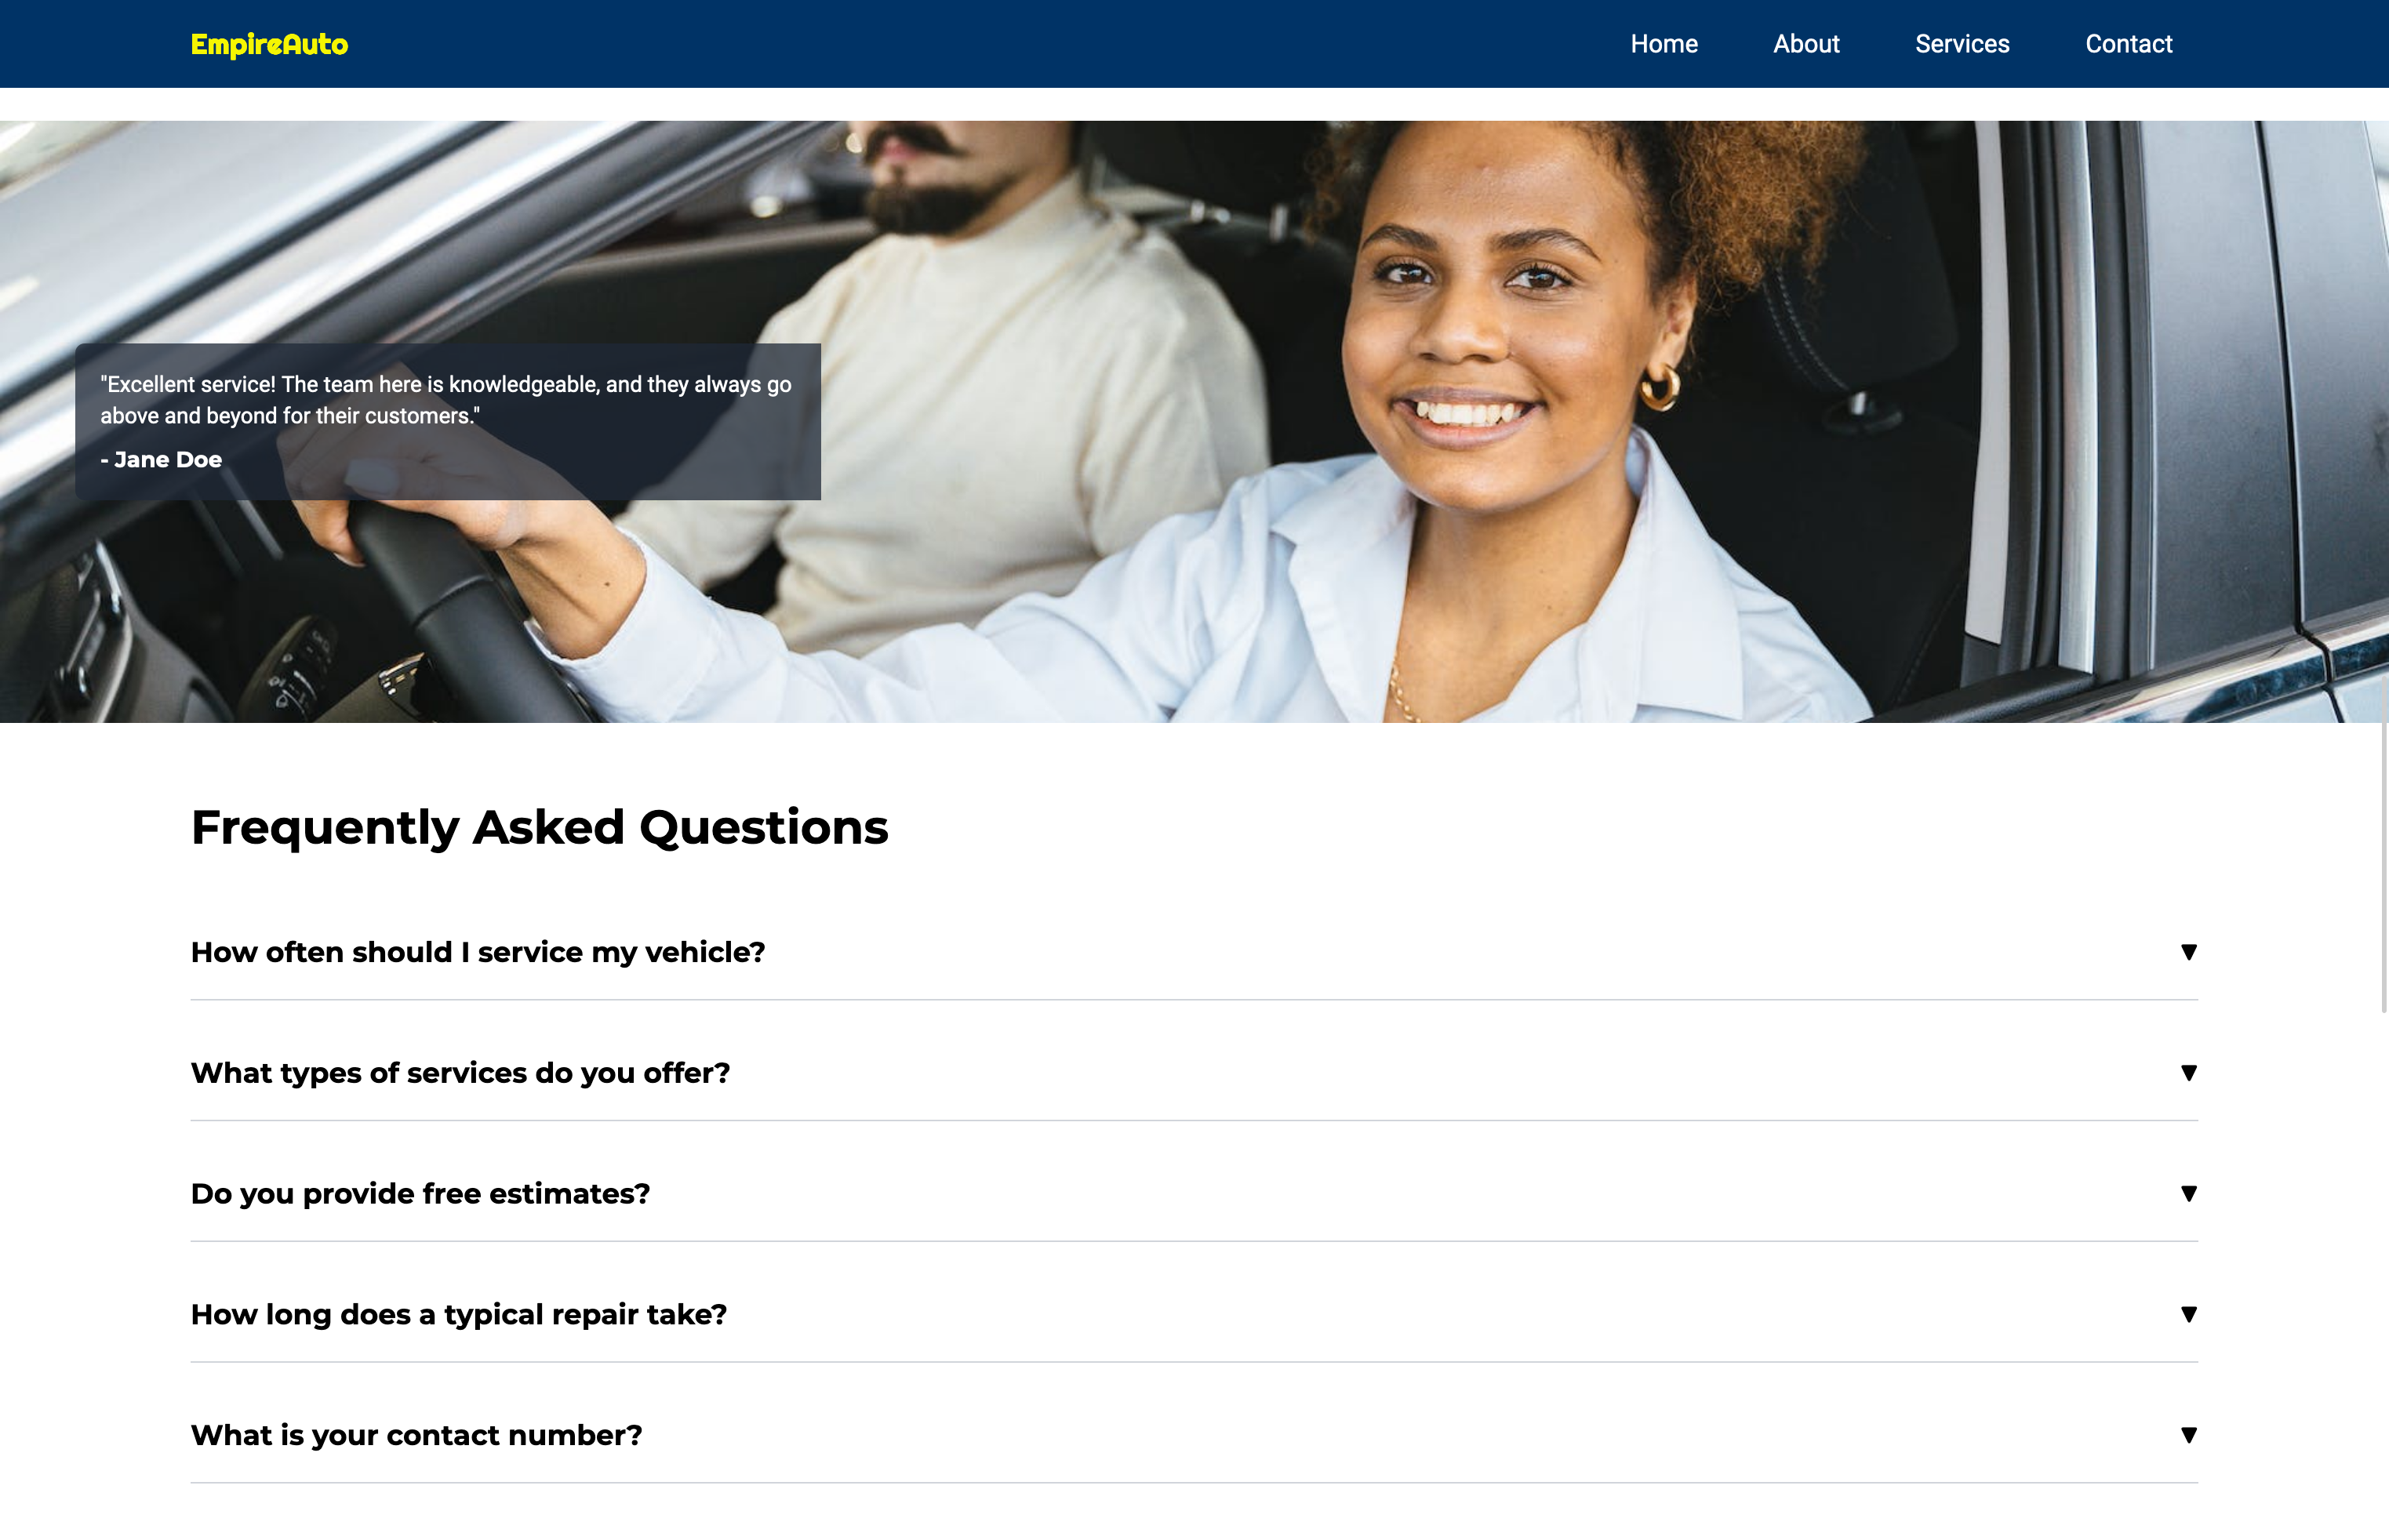 EmpireAuto
Home About Services Contact
"Excellent service! The team here is knowledgeable, and they always go
above and beyond for their customers."
- Jane Doe
Frequently Asked Questions
How often should I service my vehicle?
What types of services do you offer?
Do you provide free estimates?
How long does a typical repair take?
What is your contact number?